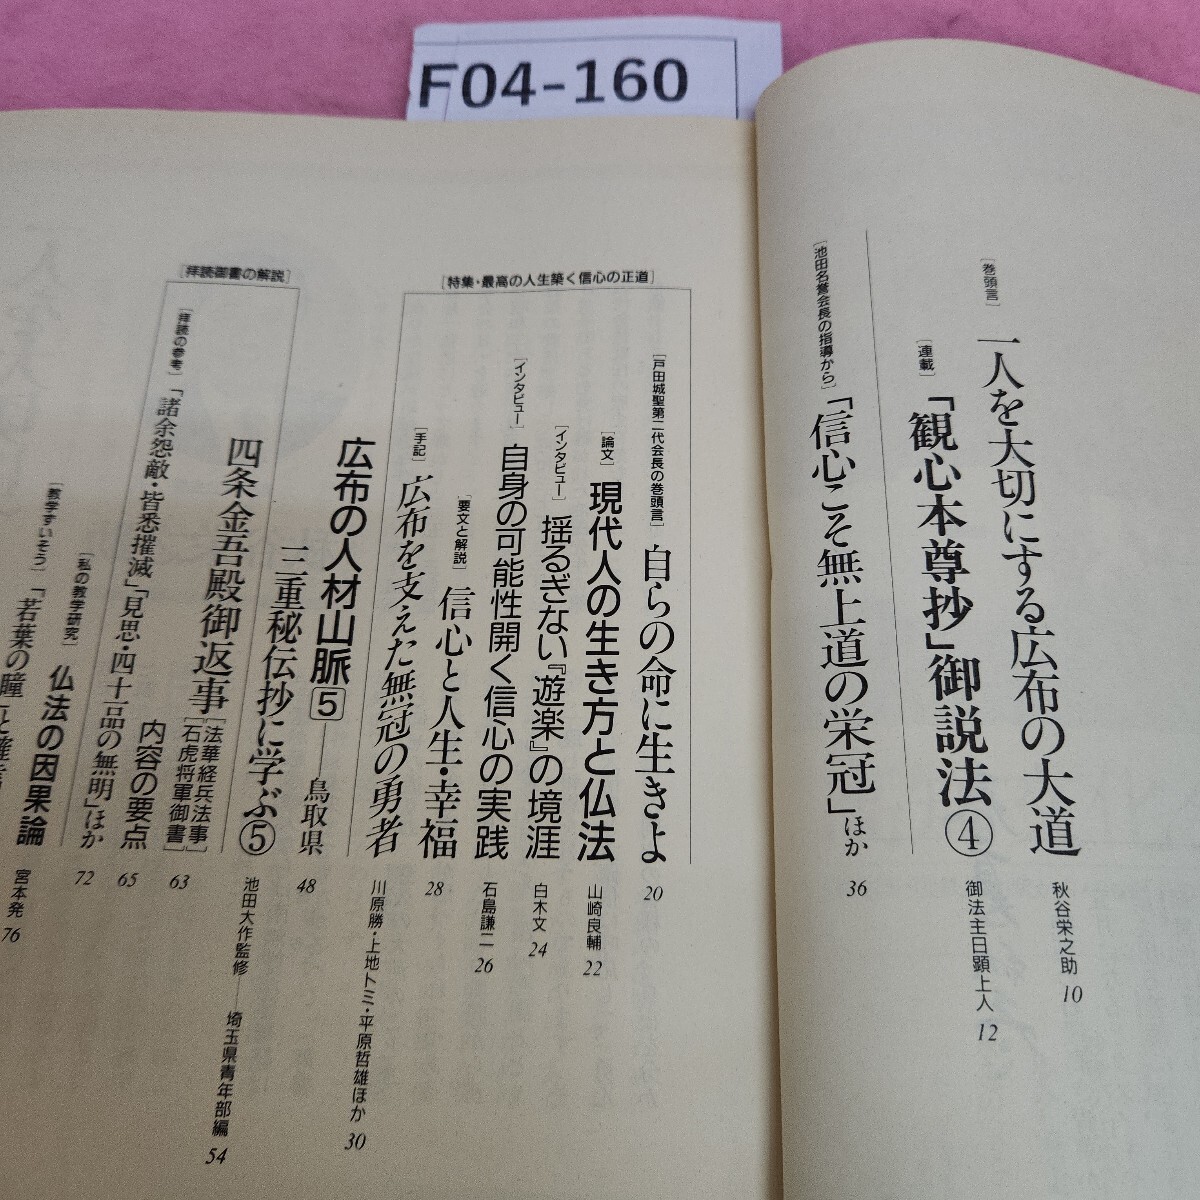 F04-160
[巻頭言] 一人を大切にする広布の大道 秋谷栄之助 10
[連載] 「観心本尊抄」御説法④ 御法主日顕上人 12
[池田名誉会長の指導から] 「信心こそ無上道の栄冠」ほか 36
[特集・最高の人生築く信心の正道]
[戸田城聖第二代会長の巻頭言] 自らの命に生きよ 20
[論文] 現代人の生き方と仏法 山崎良輔 22
[インタビュー] 揺るぎない『遊楽』の境涯 白木文 24
[インタビュー] 自身の可能性開く信心の実践 石島謙二 26
[要文と解説] 信心と人生・幸福 28
[手記] 広布を支えた無冠の勇者 川原勝・上地トミ・平原哲雄ほか 30
広布の人材山脈5——鳥取県 48
三重秘伝抄に学ぶ⑤ 池田大作監修——埼玉県青年部編 54
[拝読御書の解説]
四条金吾殿御返事 [法華経兵法事] [石虎将軍御書] 63
内容の要点 65
[拝読の参考] 「諸余怨敵・皆悉摧滅」「見思・四十二品の無明」ほか 72
[私の教学研究] 仏法の因果論 宮本発 76
[教学すいそう] 「若葉の瞳」と